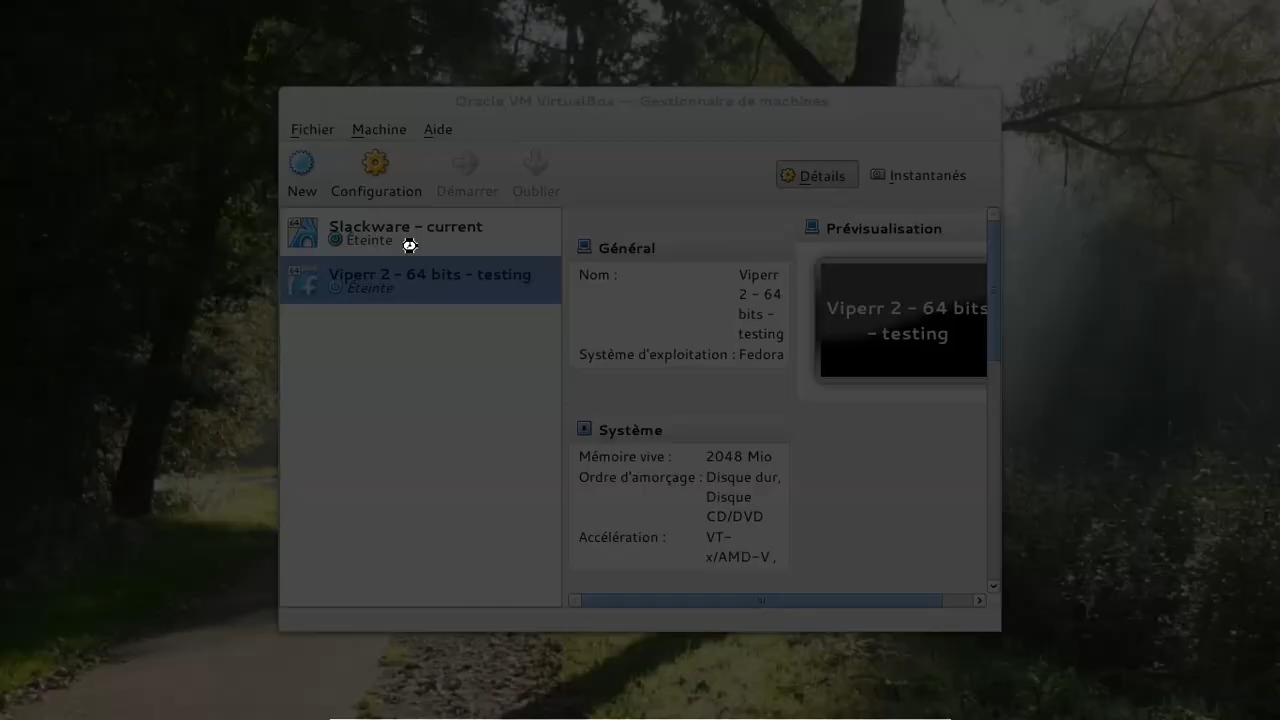 Oracle VM VirtualBox — Gestionnaire de machines
Fichier Machine Aide
New Configuration Démarrer Oublier
Détails Instantanés
64 Slackware - current
Éteinte
64 Viperr 2 - 64 bits - testing
Éteinte
Général
Nom : Viperr
2 - 64
bits -
testing
Système d'exploitation : Fedora
Système
Mémoire vive : 2048 Mio
Ordre d'amorçage : Disque dur,
Disque
CD/DVD
Accélération : VT-
x/AMD-V ,
Prévisualisation
Viperr 2 - 64 bits
- testing